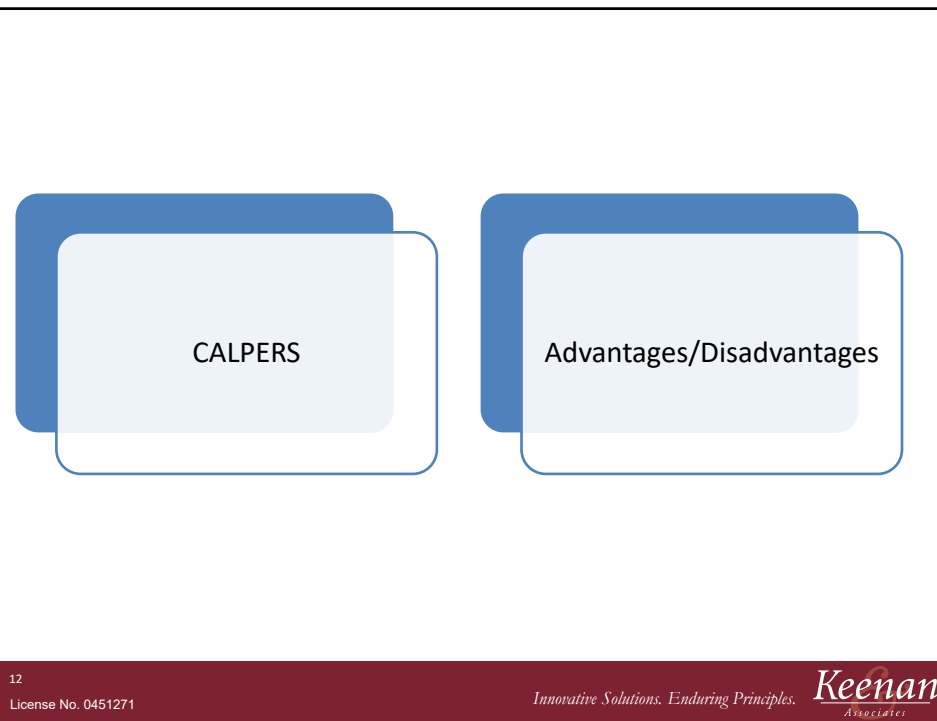 CALPERS
Advantages/Disadvantages
12
License No. 0451271
Innovative Solutions. Enduring Principles.
Keenan
Associates